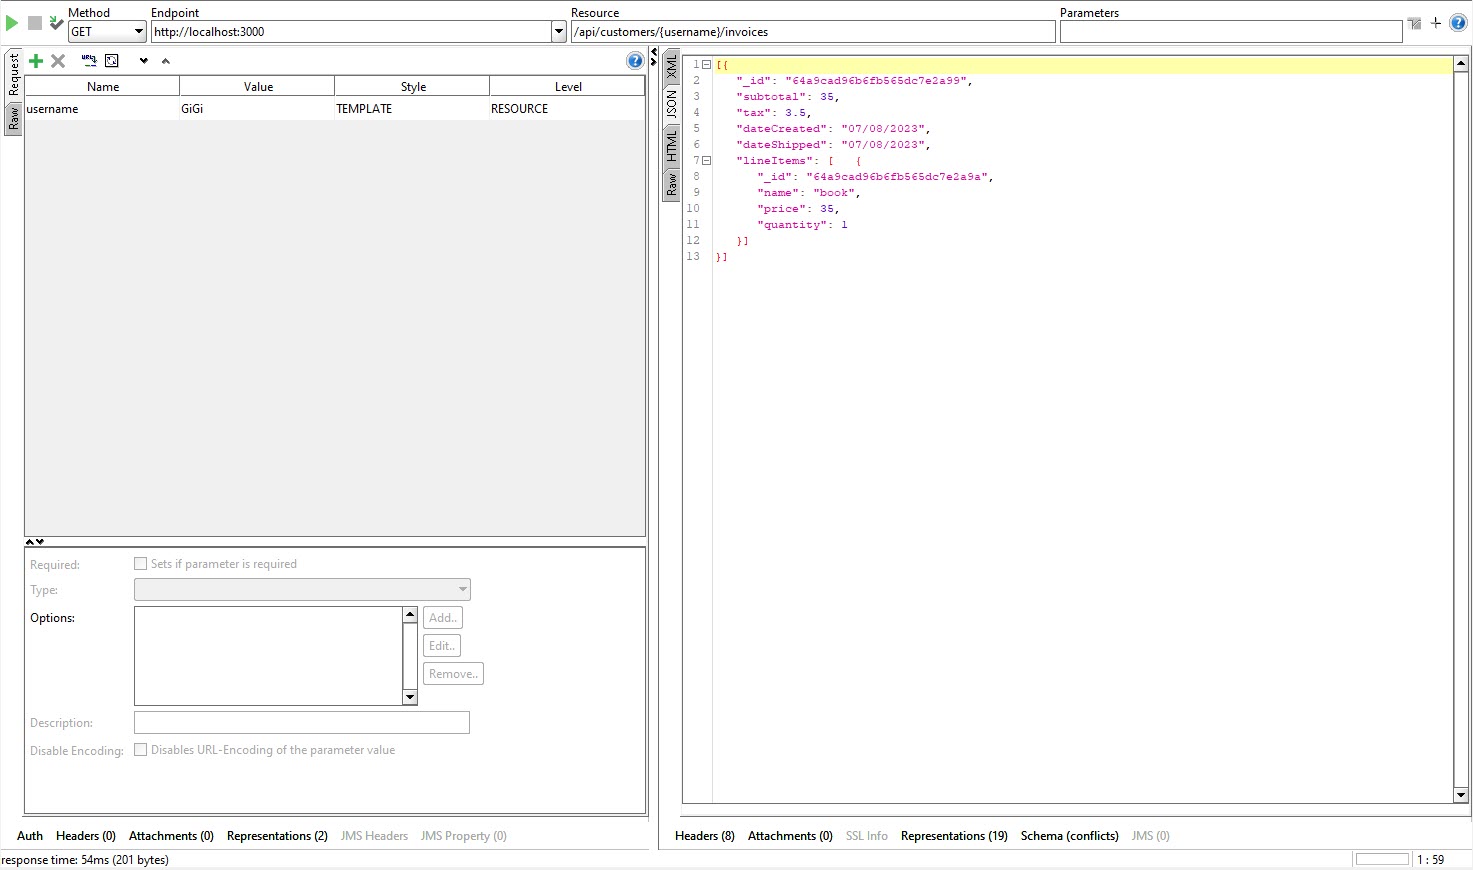 Method
Endpoint
Resource
Parameters
GET
http://localhost:3000
/api/customers/{username}/invoices
Request
Raw
Name Value Style Level
username GiGi TEMPLATE RESOURCE
Required: Sets if parameter is required
Type:
Options:
Add..
Edit..
Remove..
Description:
Disable Encoding: Disables URL-Encoding of the parameter value
Auth Headers (0) Attachments (0) Representations (2) JMS Headers JMS Property (0)
XML
JSON
HTML
Raw
1 [{
2 "_id": "64a9cad96b6fb565dc7e2a99",
3 "subtotal": 35,
4 "tax": 3.5,
5 "dateCreated": "07/08/2023",
6 "dateShipped": "07/08/2023",
7 "lineItems": [ {
8 "_id": "64a9cad96b6fb565dc7e2a9a",
9 "name": "book",
10 "price": 35,
11 "quantity": 1
12 }]
13 }]
Headers (8) Attachments (0) SSL Info Representations (19) Schema (conflicts) JMS (0)
response time: 54ms (201 bytes)
1 : 59